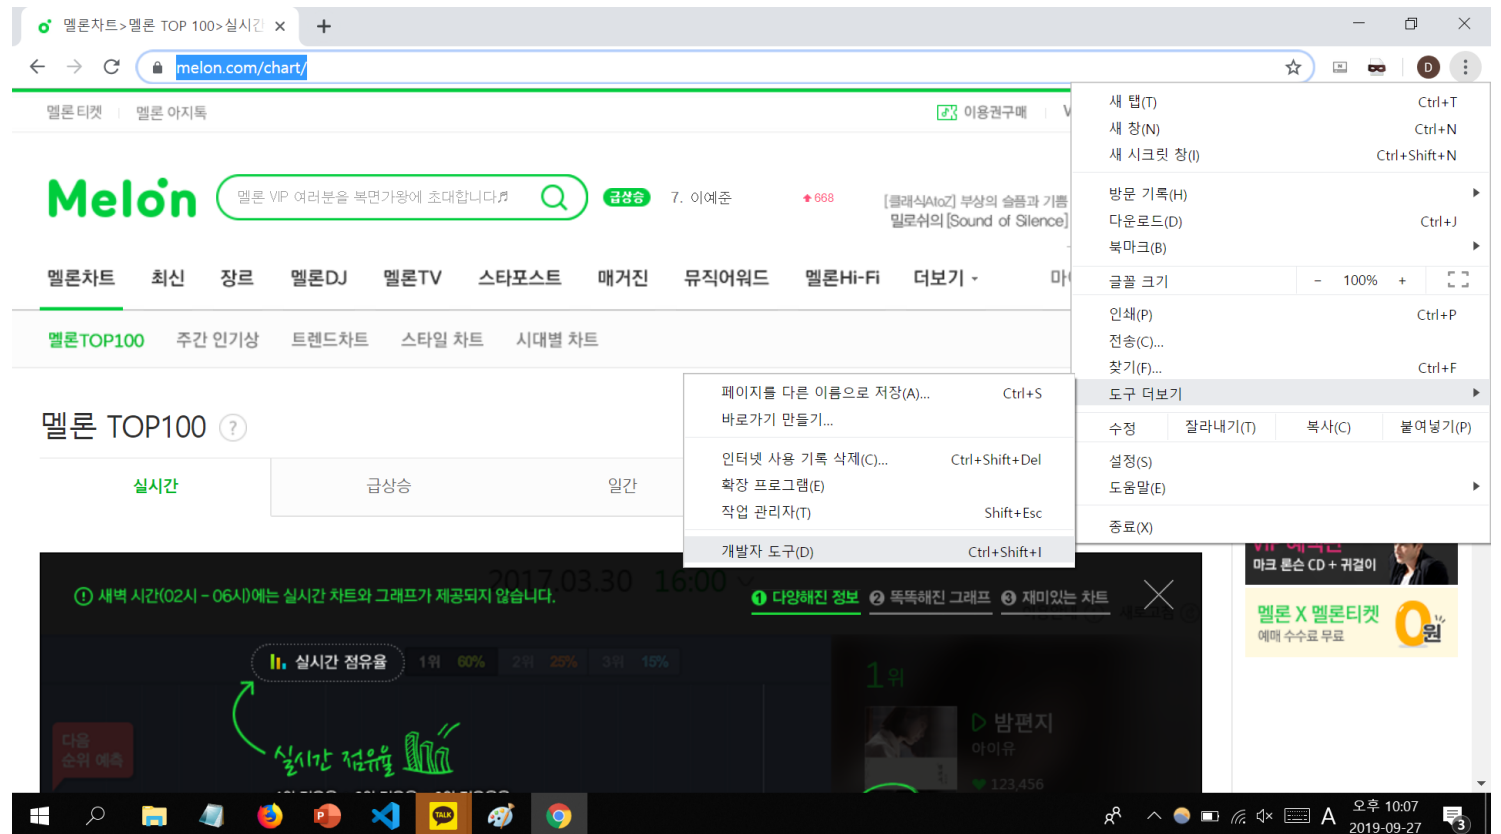 멜론차트>멜론 TOP 100>실시간
melon.com/chart/
D
멜론티켓
멜론 아지톡
이용권구매
V
Melon
멜론 VIP 여러분을 복면가왕에 초대합니다♬
급상승
7. 이예준
668
[클래식AtoZ] 부상의 슬픔과 기쁨
밀로쉬의 [Sound of Silence]
멜론차트 최신 장르 멜론DJ 멜론TV 스타포스트 매거진 뮤직어워드 멜론Hi-Fi 더보기
멜론TOP100 주간 인기상 트렌드차트 스타일 차트 시대별 차트
멜론 TOP100 ?
실시간 급상승 일간
새 탭(T) Ctrl+T
새 창(N) Ctrl+N
새 시크릿 창(I) Ctrl+Shift+N
방문 기록(H)
다운로드(D) Ctrl+J
북마크(B)
글꼴 크기 - 100% +
인쇄(P) Ctrl+P
전송(C)...
찾기(F)... Ctrl+F
도구 더보기
수정 잘라내기(T) 복사(C) 붙여넣기(P)
설정(S)
도움말(E)
종료(X)
페이지를 다른 이름으로 저장(A)... Ctrl+S
바로가기 만들기...
인터넷 사용 기록 삭제(C)... Ctrl+Shift+Del
확장 프로그램(E)
작업 관리자(T) Shift+Esc
개발자 도구(D) Ctrl+Shift+I
2017.03.30 16:00
새벽 시간(02시 – 06시)에는 실시간 차트와 그래프가 제공되지 않습니다.
1 다양해진 정보 2 똑똑해진 그래프 3 재미있는 차트
실시간 점유율 1위 60% 2위 25% 3위 15%
다음
순위 예측
실시간 점유율
1위
밤편지
아이유
123,456
마크 론슨 CD + 귀걸이
멜론 X 멜론티켓
예매 수수료 무료
0원
TALK
A
오후 10:07
2019-09-27
3